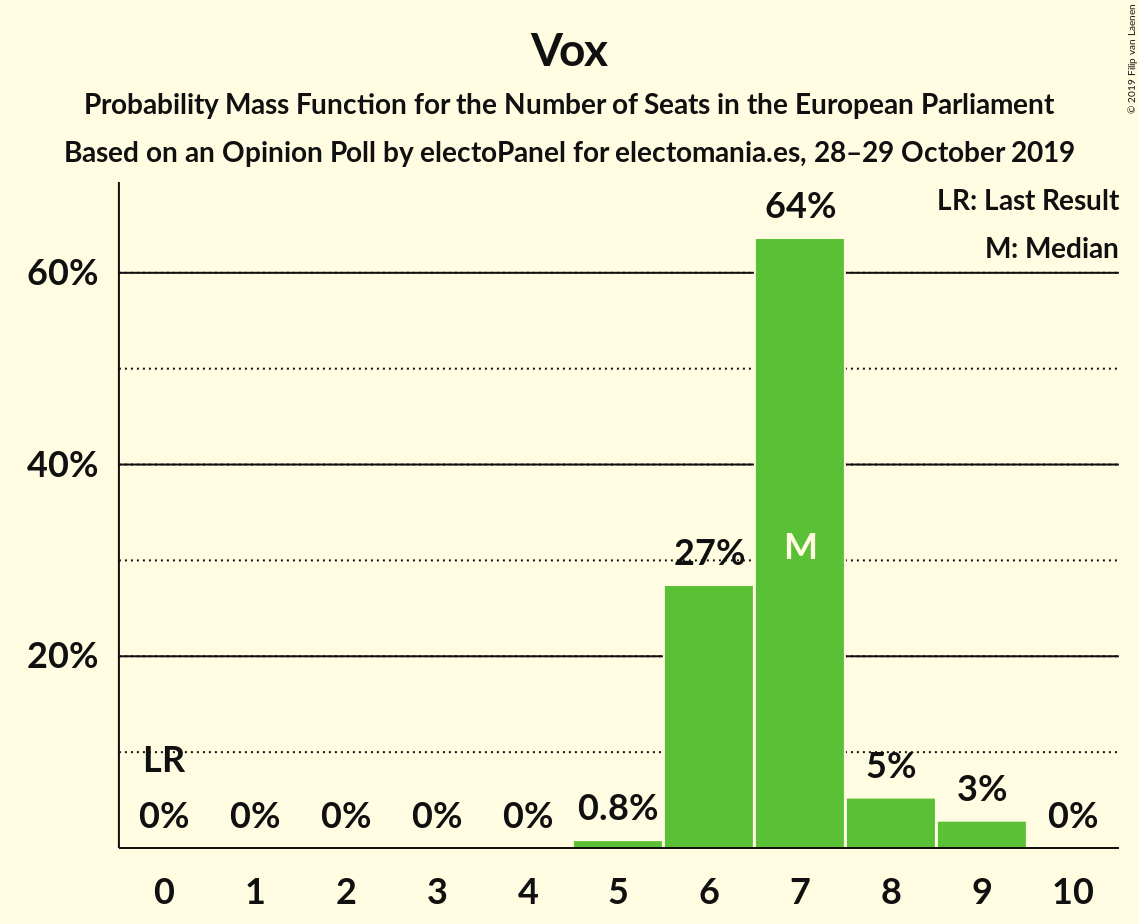 Vox
Probability Mass Function for the Number of Seats in the European Parliament
Based on an Opinion Poll by electoPanel for electomania.es, 28–29 October 2019
© 2019 Filip van Laenen
LR: Last Result
M: Median
64%
60%
40%
27%
M
20%
LR
0%
0%
0%
0%
0%
0.8%
5%
3%
0%
0 1 2 3 4 5 6 7 8 9 10